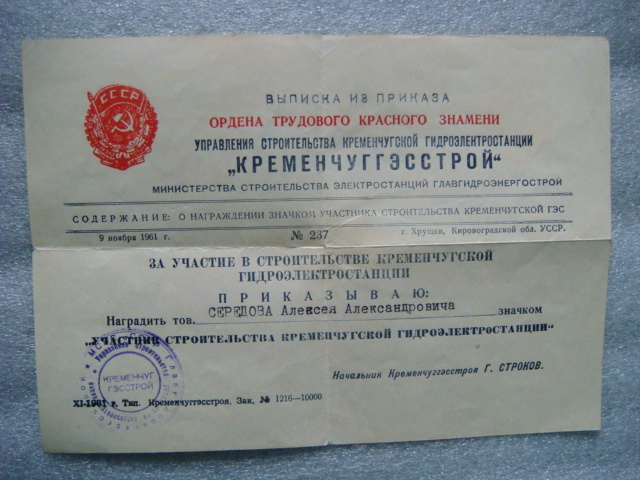 СССР
ВЫПИСКА ИЗ ПРИКАЗА
ОРДЕНА ТРУДОВОГО КРАСНОГО ЗНАМЕНИ
УПРАВЛЕНИЯ СТРОИТЕЛЬСТВА КРЕМЕНЧУГСКОЙ ГИДРОЭЛЕКТРОСТАНЦИИ
„КРЕМЕНЧУГГЭССТРОЙ“
МИНИСТЕРСТВА СТРОИТЕЛЬСТВА ЭЛЕКТРОСТАНЦИЙ ГЛАВГИДРОЭНЕРГОСТРОЙ
СОДЕРЖАНИЕ: О НАГРАЖДЕНИИ ЗНАЧКОМ УЧАСТНИКА СТРОИТЕЛЬСТВА КРЕМЕНЧУГСКОЙ ГЭС
9 ноября 1961 г. № 237 г. Хрущев, Кировоградской обл. УССР.
ЗА УЧАСТИЕ В СТРОИТЕЛЬСТВЕ КРЕМЕНЧУГСКОЙ
ГИДРОЭЛЕКТРОСТАНЦИИ
ПРИКАЗЫВАЮ:
Наградить тов. СЕРЕДОВА Алексея Александровича значком
„УЧАСТНИК СТРОИТЕЛЬСТВА КРЕМЕНЧУГСКОЙ ГИДРОЭЛЕКТРОСТАНЦИИ“
Начальник Кременчуггэсстроя Г. СТРОКОВ.
КРЕМЕНЧУГ
ГЭССТРОЙ
XI-1961 г. Тип. Кременчуггэсстроя, Зак. № 1216—10000